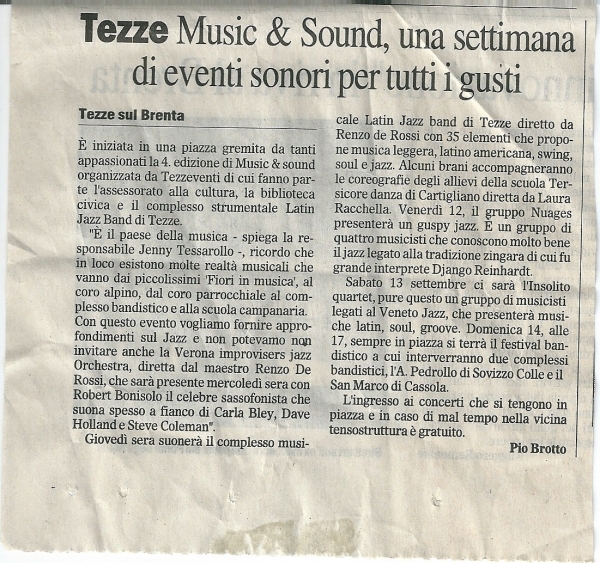 Tezze Music & Sound, una settimana
di eventi sonori per tutti i gusti
Tezze sul Brenta
È iniziata in una piazza gremita da tanti
appassionati la 4. edizione di Music & sound
organizzata da Tezzeventi di cui fanno par-
te l'assessorato alla cultura, la biblioteca
civica e il complesso strumentale Latin
Jazz Band di Tezze.
"È il paese della musica - spiega la re-
sponsabile Jenny Tessarollo -, ricordo che
in loco esistono molte realtà musicali che
vanno dai piccolissimi 'Fiori in musica', al
coro alpino, dal coro parrocchiale al com-
plesso bandistico e alla scuola campanaria.
Con questo evento vogliamo fornire appro-
fondimenti sul Jazz e non potevamo non
invitare anche la Verona improvisers jazz
Orchestra, diretta dal maestro Renzo De
Rossi, che sarà presente mercoledì sera con
Robert Bonisolo il celebre sassofonista che
suona spesso a fianco di Carla Bley, Dave
Holland e Steve Coleman".
Giovedì sera suonerà il complesso musi-
cale Latin Jazz band di Tezze diretto da
Renzo de Rossi con 35 elementi che propo-
ne musica leggera, latino americana, swing,
soul e jazz. Alcuni brani accompagneranno
le coreografie degli allievi della scuola Ter-
sicore danza di Cartigliano diretta da Laura
Racchella. Venerdì 12, il gruppo Nuages
presenterà un guspy jazz. È un gruppo di
quattro musicisti che conoscono molto bene
il jazz legato alla tradizione zingara di cui fu
grande interprete Django Reinhardt.
Sabato 13 settembre ci sarà l'Insolito
quartet, pure questo un gruppo di musicisti
legati al Veneto Jazz, che presenterà musi-
che latin, soul, groove. Domenica 14, alle
17, sempre in piazza si terrà il festival ban-
distico a cui interverranno due complessi
bandistici, l'A. Pedrollo di Sovizzo Colle e il
San Marco di Cassola.
L'ingresso ai concerti che si tengono in
piazza e in caso di mal tempo nella vicina
tensostruttura è gratuito.
Pio Brotto